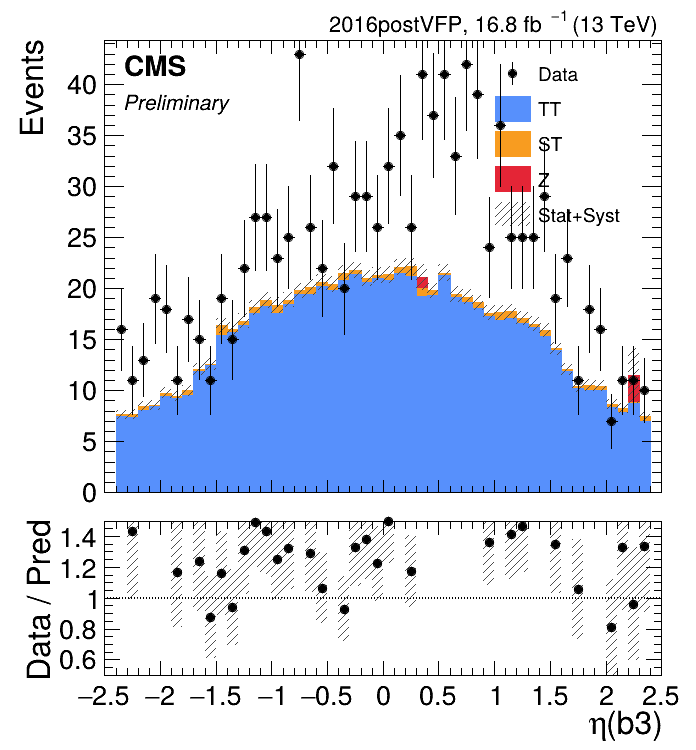 2016postVFP, 16.8 fb⁻¹ (13 TeV)
Events
CMS
Preliminary
Data
TT
ST
Z
Stat+Syst
40
35
30
25
20
15
10
5
0
Data / Pred
1.4
1.2
1
0.8
0.6
−2.5 −2 −1.5 −1 −0.5 0 0.5 1 1.5 2 2.5
η(b3)